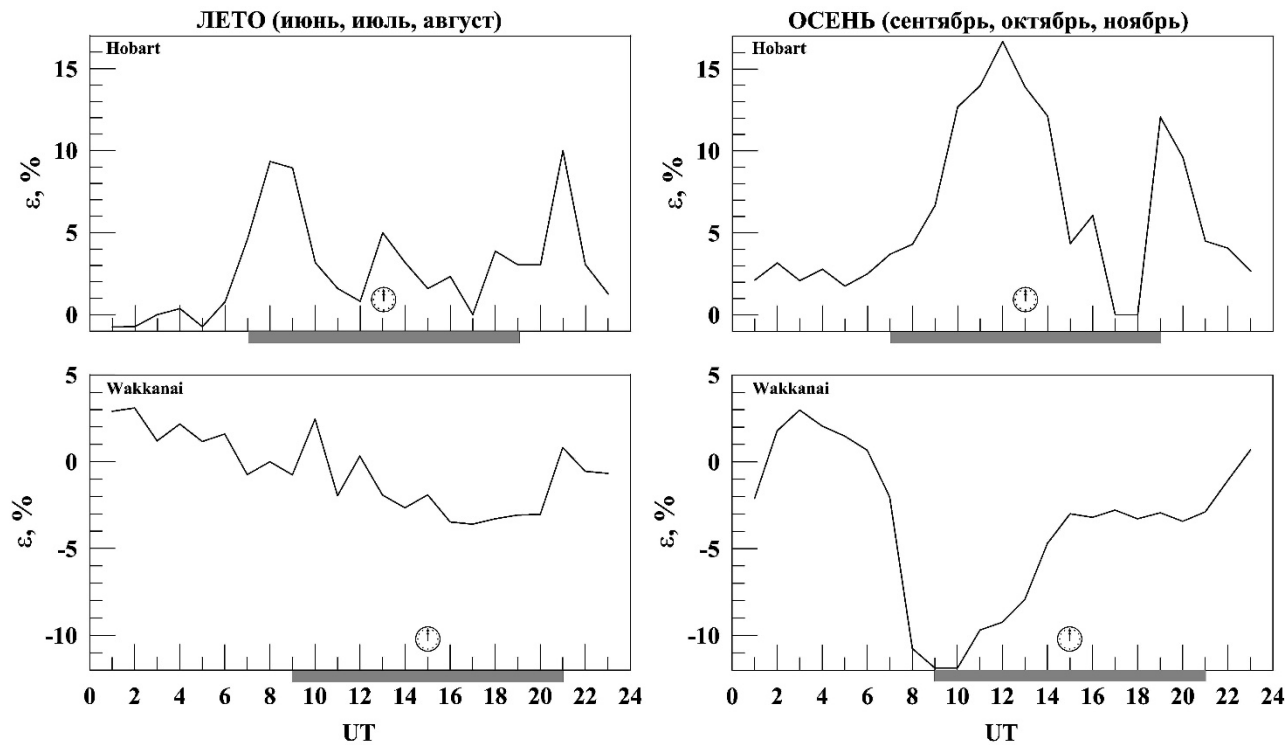 ЛЕТО (июнь, июль, август)
Hobart
15
10
5
0
ε, %
Wakkanai
5
0
-5
-10
ε, %
0 2 4 6 8 10 12 14 16 18 20 22 24
UT
ОСЕНЬ (сентябрь, октябрь, ноябрь)
Hobart
15
10
5
0
ε, %
Wakkanai
5
0
-5
-10
ε, %
0 2 4 6 8 10 12 14 16 18 20 22 24
UT